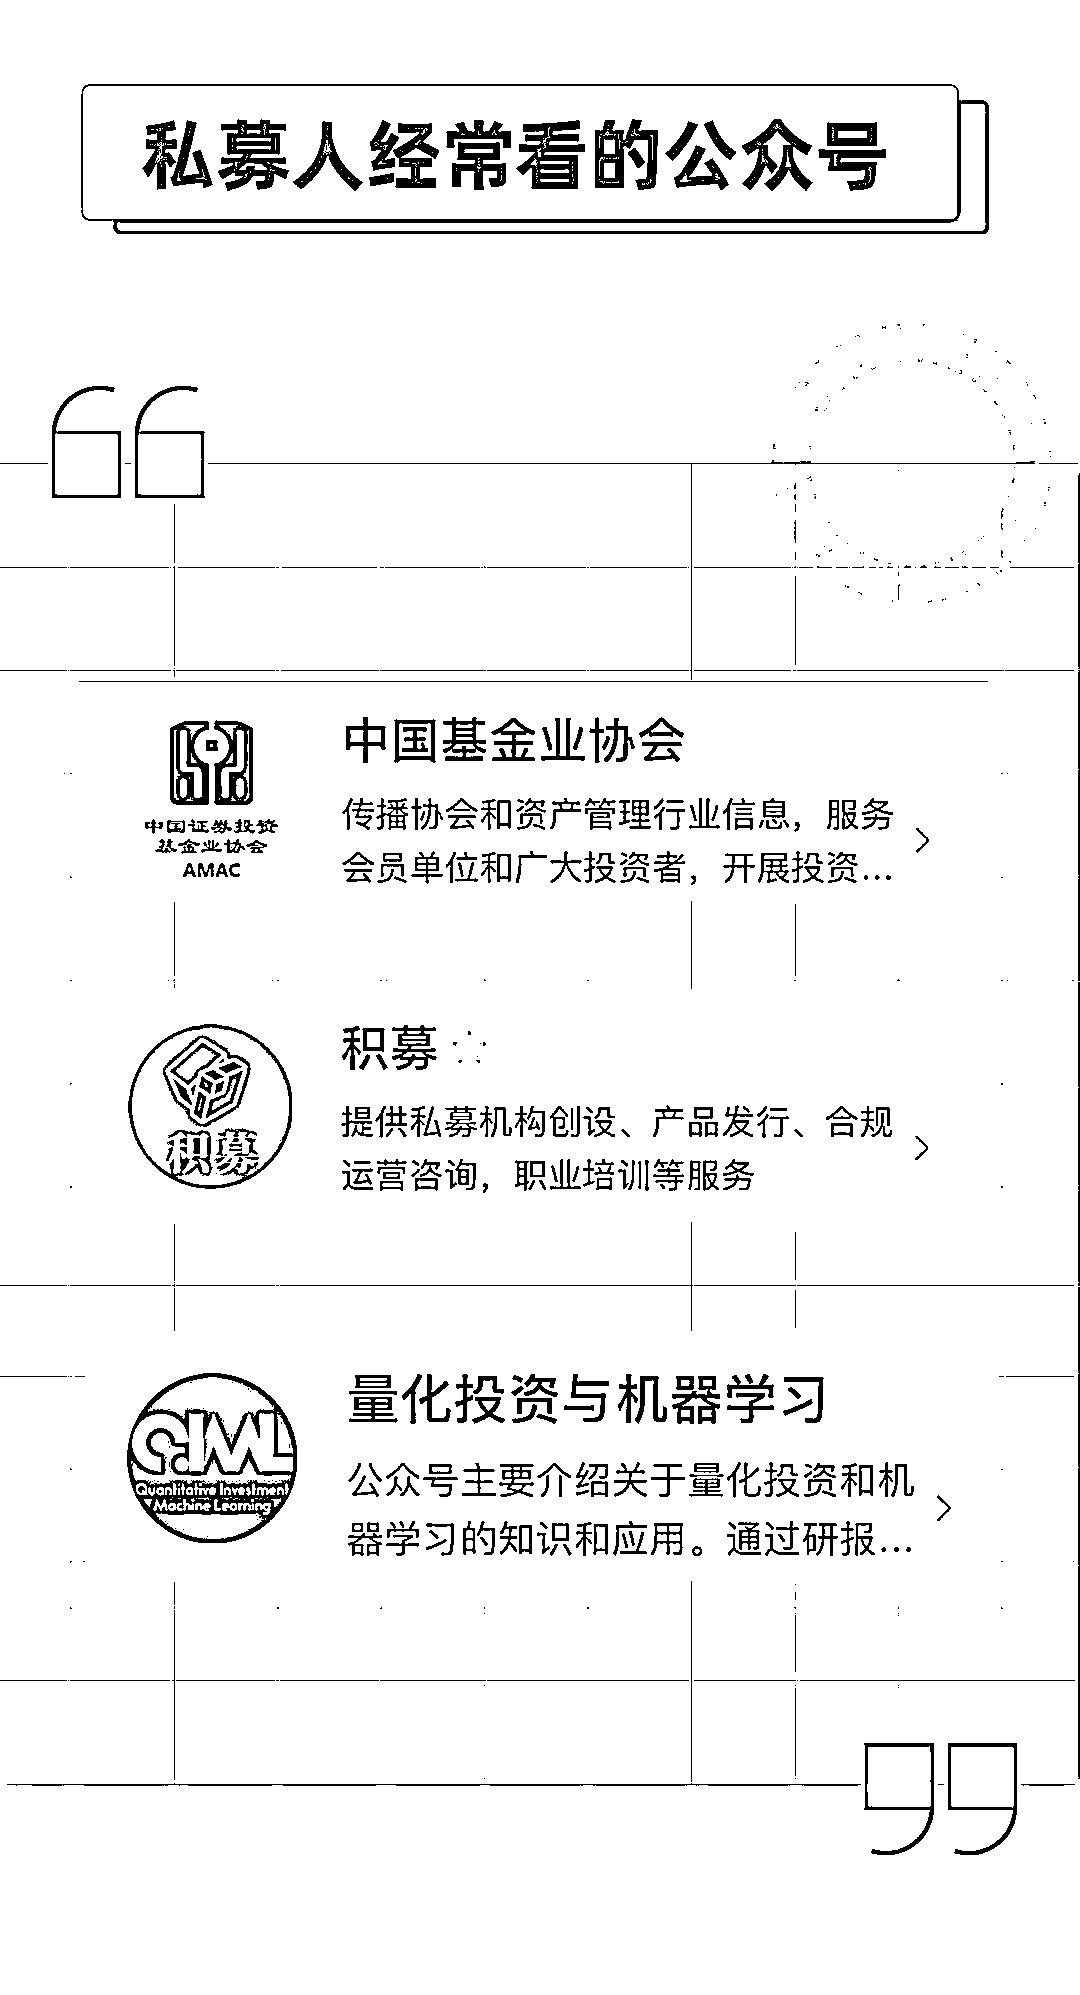 私募人经常看的公众号
中国基金业协会
传播协会和资产管理行业信息，服务
会员单位和广大投资者，开展投资...
中国证券投资
基金业协会
AMAC
积募
提供私募机构创设、产品发行、合规
运营咨询，职业培训等服务
积募
量化投资与机器学习
公众号主要介绍关于量化投资和机
器学习的知识和应用。通过研报...
QIML
Quantitative Investment
Machine Learning